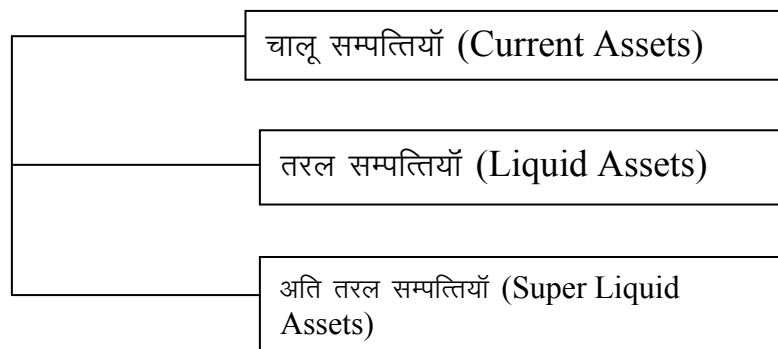 चालू सम्पत्तियॉ (Current Assets)
तरल सम्पत्तियॉ (Liquid Assets)
अति तरल सम्पत्तियॉ (Super Liquid
Assets)